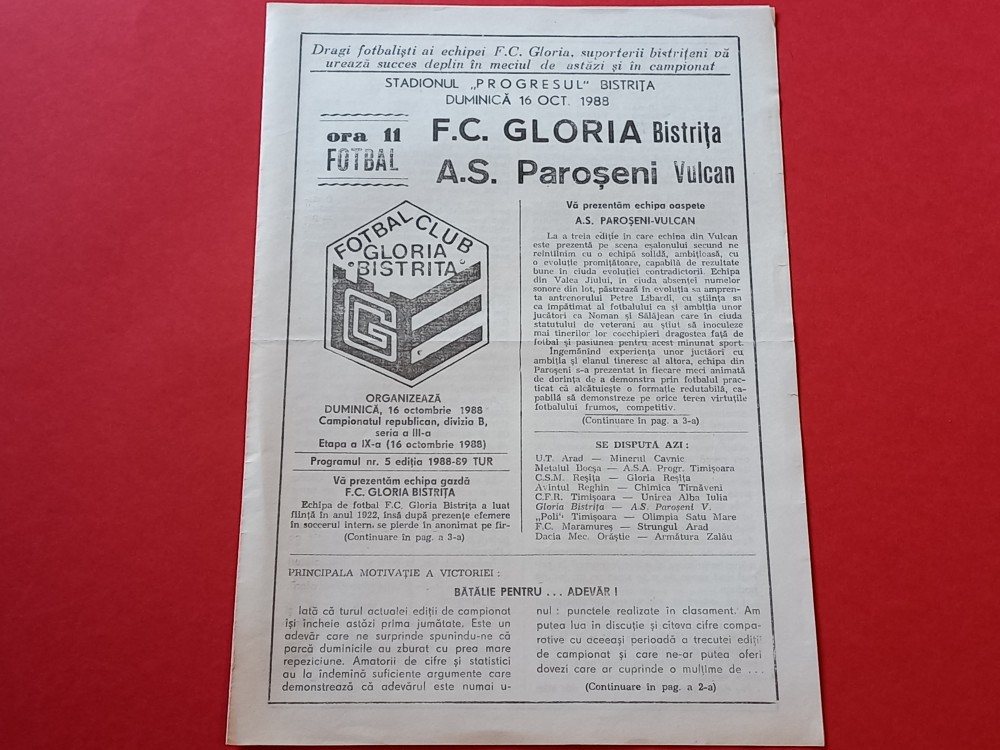 Dragi fotbaliști ai echipei F.C. Gloria, suporterii bistrițeni vă
urează succes deplin în meciul de astăzi și în campionat
STADIONUL „PROGRESUL" BISTRIȚA
DUMINICĂ 16 OCT. 1988
ora 11
FOTBAL
F.C. GLORIA Bistrița
A.S. Paroșeni Vulcan
FOTBAL CLUB
GLORIA
BISTRITA
G
ORGANIZEAZĂ
DUMINICĂ, 16 octombrie 1988
Campionatul republican, divizia B,
seria a III-a
Etapa a IX-a (16 octombrie 1988)
Programul nr. 5 ediția 1988-89 TUR
Vă prezentăm echipa gazdă
F.C. GLORIA BISTRIȚA
Echipa de fotbal F.C. Gloria Bistrița a luat
ființă în anul 1922, însă după prezențe efemere
în soccerul intern, se pierde în anonimat pe fir-
(Continuare în pag. a 3-a)
Vă prezentăm echipa oaspete
A.S. PAROȘENI-VULCAN
La a treia ediție în care echipa din Vulcan
este prezentă pe scena eșalonului secund ne
reîntîlnim cu o echipă solidă, ambițioasă, cu
o evoluție promițătoare, capabilă de rezultate
bune în ciuda evoluției contradictorii. Echipa
din Valea Jiului, în ciuda absenței numelor
sonore din lot, păstrează în evoluția sa ampren-
ta antrenorului Petre Libardi, cu știința sa
ca împătimat al fotbalului ca și ambiția unor
jucători ca Noman și Sălăjean care în ciuda
statutului de veterani au știut să inoculeze
mai tinerilor lor coechipieri dragostea față de
fotbal și pasiunea pentru acest minunat sport.
Îngemănind experiența unor juctăori cu
ambiția și elanul tineresc al altora, echipa din
Paroșeni s-a prezentat în fiecare meci animată
de dorința de a demonstra prin fotbalul prac-
ticat că alcătuiește o formație redutabilă, ca-
pabilă să demonstreze pe orice teren virtuțile
fotbalului frumos, competitiv.
(Continuare în pag. a 3-a)
SE DISPUTĂ AZI :
U.T. Arad — Minerul Cavnic
Metalul Bocșa — A.S.A. Progr. Timișoara
C.S.M. Reșița — Gloria Reșița
Avîntul Reghin — Chimica Tîrnăveni
C.F.R. Timișoara — Unirea Alba Iulia
Gloria Bistrița — A.S. Paroșeni V.
„Poli" Timișoara — Olimpia Satu Mare
F.C. Maramureș — Strungul Arad
Dacia Mec. Orăștie — Armătura Zalău
PRINCIPALA MOTIVAȚIE A VICTORIEI :
BĂTĂLIE PENTRU ... ADEVĂR !
Iată că turul actualei ediții de campionat
își încheie astăzi prima jumătate. Este un
adevăr care ne surprinde spunîndu-ne că
parcă duminicile au zburat cu prea mare
repeziciune. Amatorii de cifre și statistici
au la îndemînă suficiente argumente care
demonstrează că adevărul este numai u-
nul : punctele realizate în clasament. Am
putea lua în discuție și citeva cifre compa-
rative cu aceeași perioadă a trecutei ediții
de campionat și care ne-ar putea oferi
dovezi care ar cuprinde o mulțime de ...
(Continuare în pag. a 2-a)